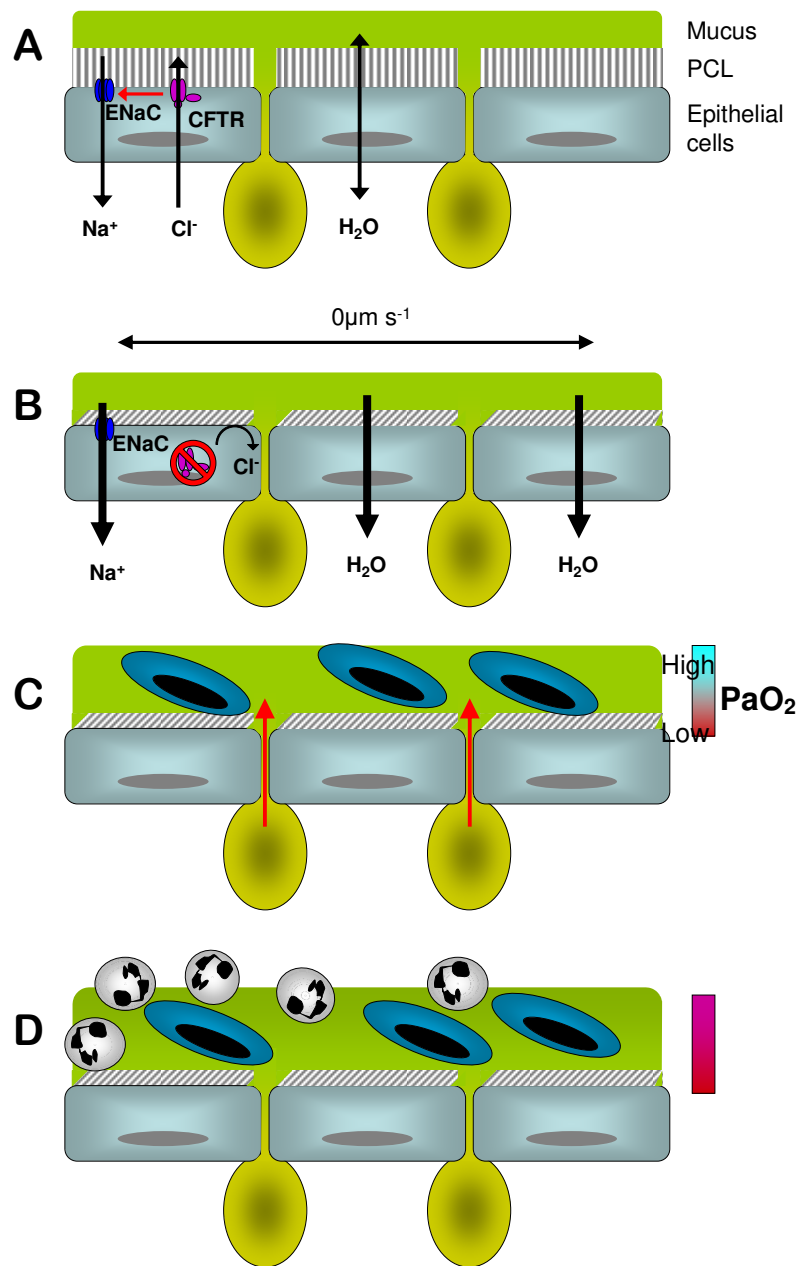 A
Mucus
PCL
ENaC
CFTR
Epithelial
cells
Na⁺
Cl⁻
H₂O
0µm s⁻¹
B
ENaC
Cl⁻
Na⁺
H₂O
H₂O
C
High
PaO₂
Low
D